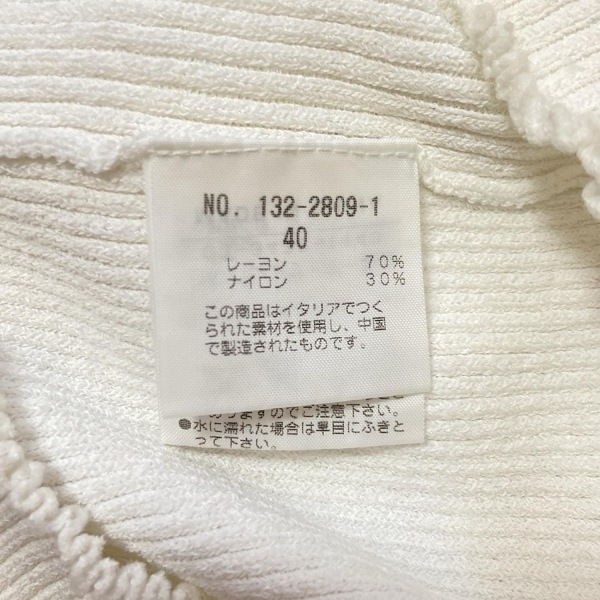 NO. 132-2809-1
40
レーヨン 70%
ナイロン 30%
この商品はイタリアでつく
られた素材を使用し、中国
で製造されたものです。
ありますのでご注意下さい。
●水に濡れた場合は早目にふきと
って下さい。